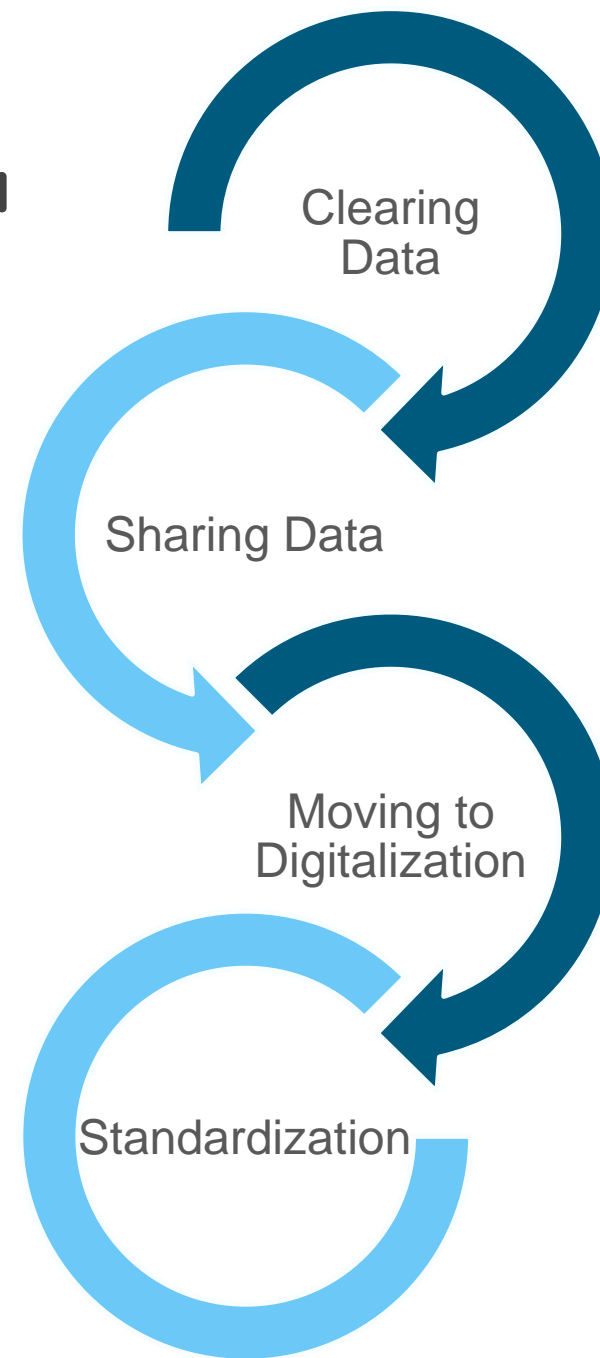 Clearing
Data
Sharing Data
Moving to
Digitalization
Standardization